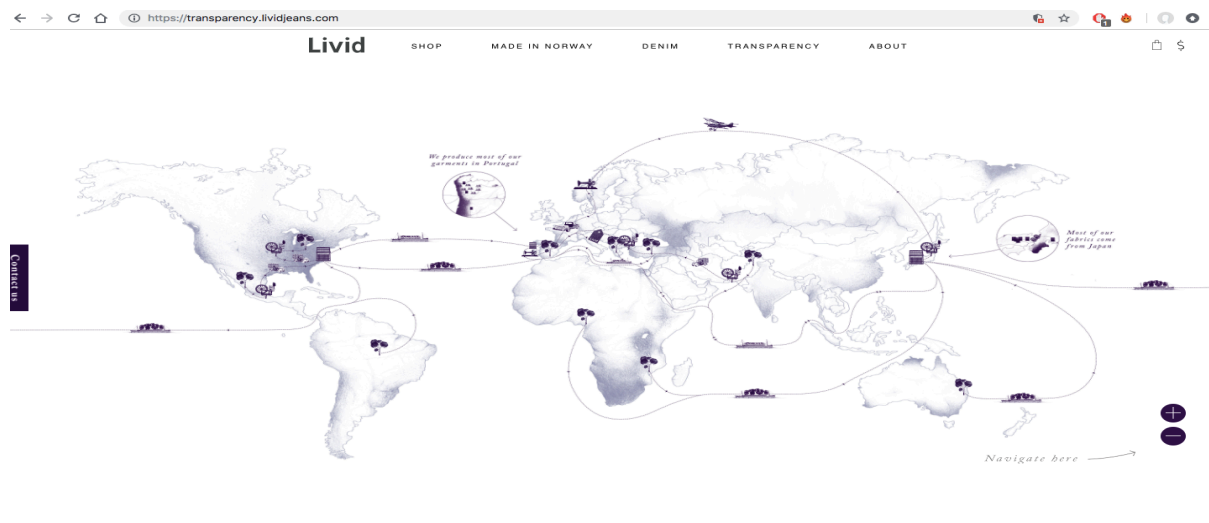 https://transparency.lividjeans.com
1
Livid SHOP MADE IN NORWAY DENIM TRANSPARENCY ABOUT $
We produce most of our
garments in Portugal
Most of our
fabrics come
from Japan
Contact us
Navigate here